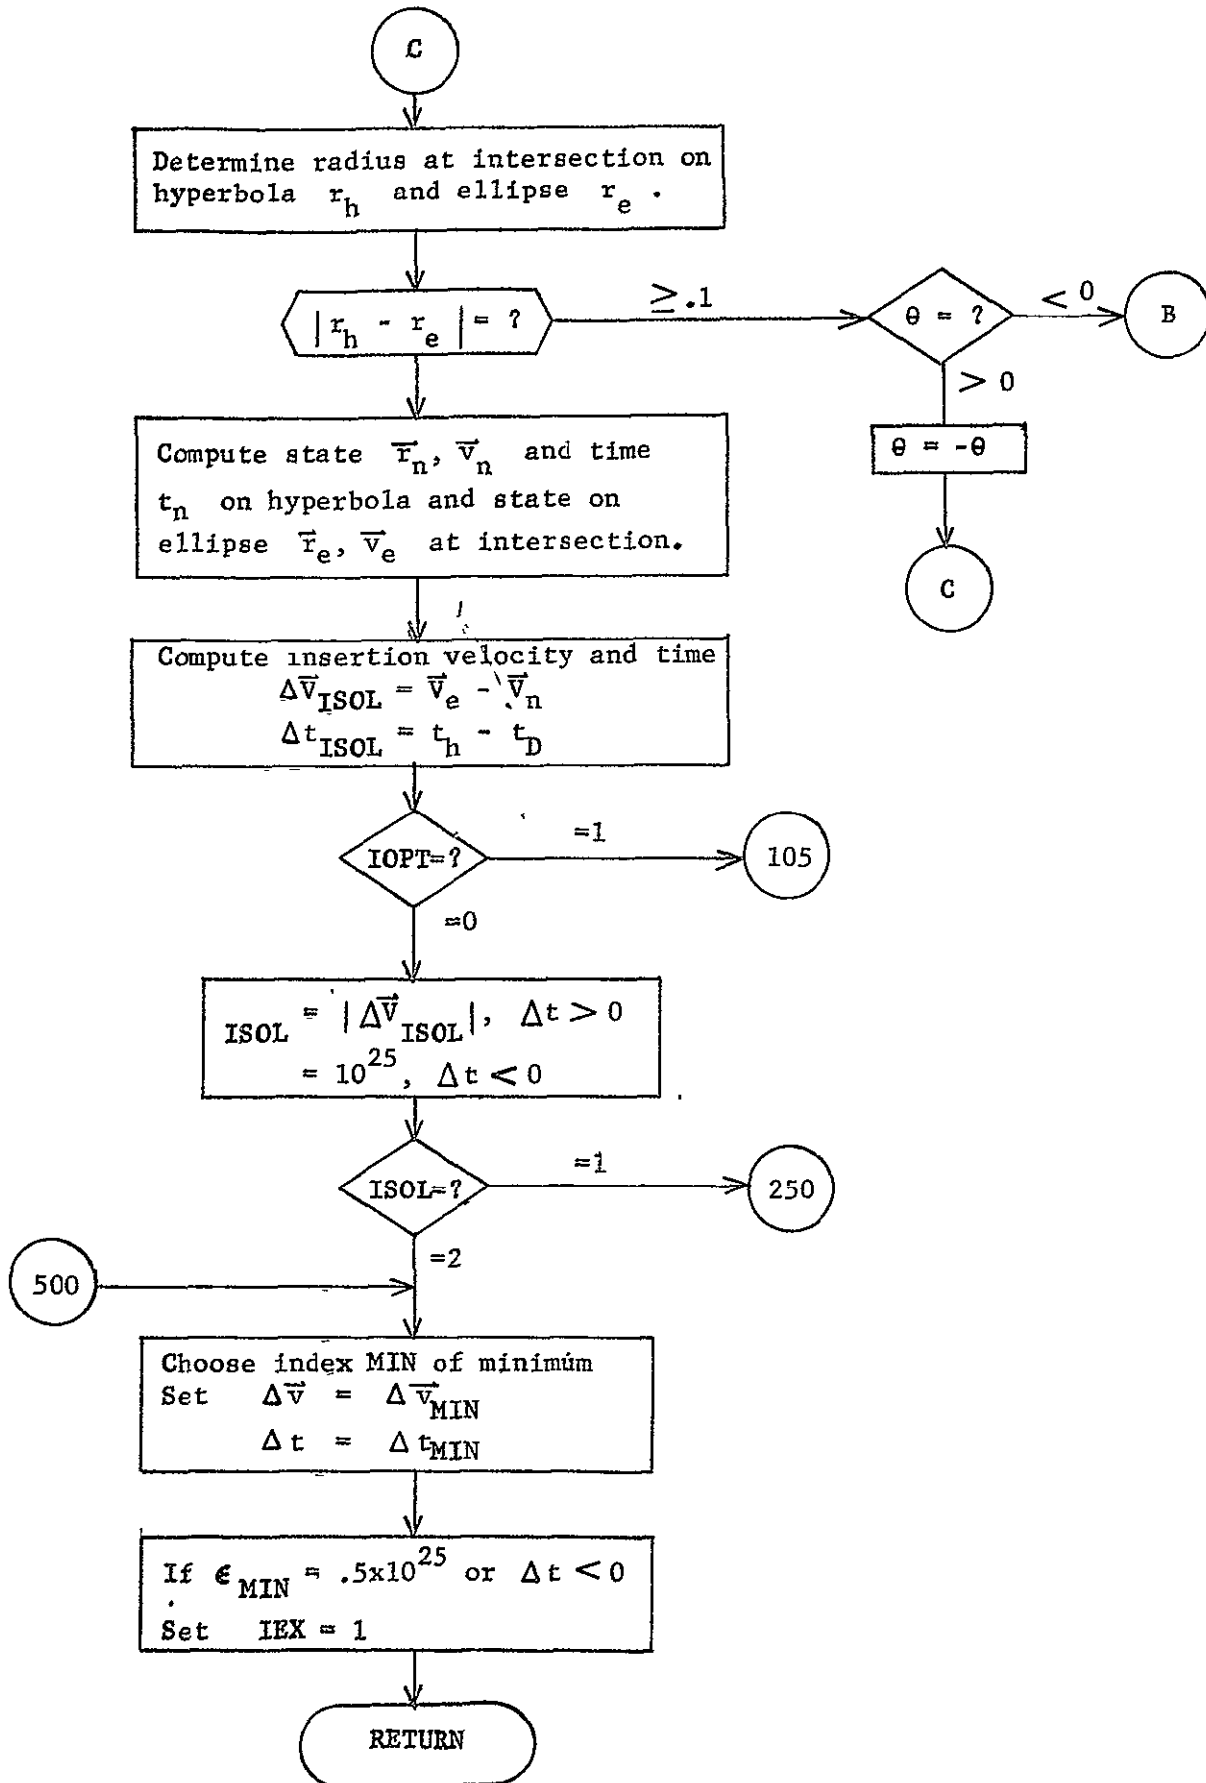 C
Determine radius at intersection on
hyperbola r_h and ellipse r_e .
| r_h - r_e | = ?
≥.1
θ = ?
< 0
B
> 0
θ = -θ
C
Compute state r⃗_n, v⃗_n and time
t_n on hyperbola and state on
ellipse r⃗_e, v⃗_e at intersection.
Compute insertion velocity and time
ΔV⃗_ISOL = V⃗_e - V⃗_n
Δt_ISOL = t_h - t_D
IOPT=?
=1
105
=0
ISOL = |ΔV⃗_ISOL|, Δt > 0
= 10^25, Δt < 0
ISOL=?
=1
250
=2
500
Choose index MIN of minimum
Set Δv⃗ = Δv⃗_MIN
Δt = Δt_MIN
If ϵ_MIN = .5x10^25 or Δt < 0
Set IEX = 1
RETURN